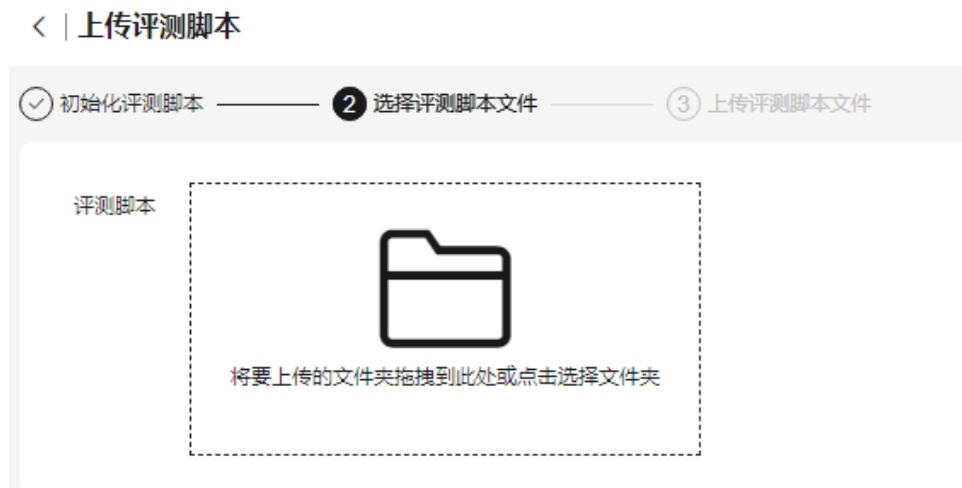 上传评测脚本
初始化评测脚本 2 选择评测脚本文件 3 上传评测脚本文件
评测脚本
将要上传的文件夹拖拽到此处或点击选择文件夹